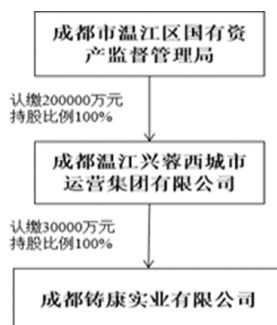 成都市温江区国有资
产监督管理局
认缴200000万元
持股比例100%
成都温江兴蓉西城市
运营集团有限公司
认缴30000万元
持股比例100%
成都铸康实业有限公司